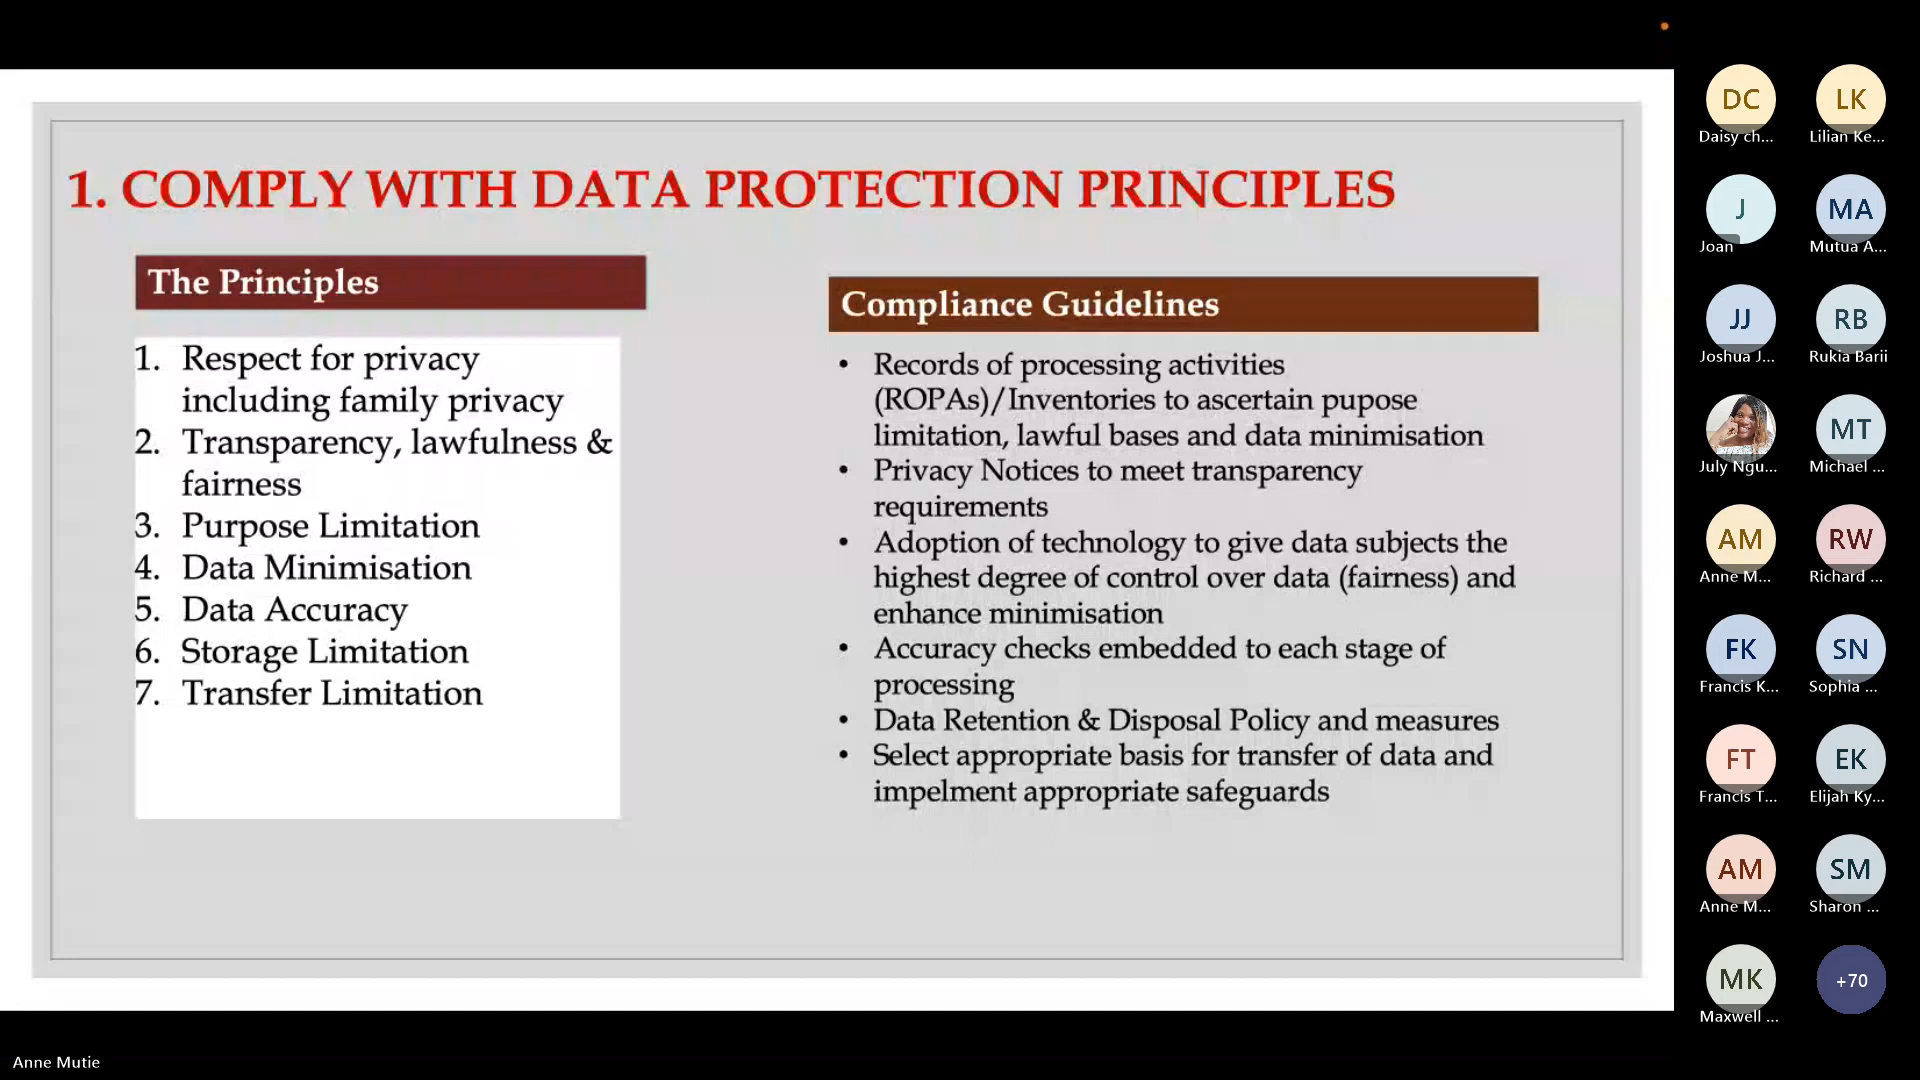 1. COMPLY WITH DATA PROTECTION PRINCIPLES
The Principles
1. Respect for privacy
including family privacy
2. Transparency, lawfulness &
fairness
3. Purpose Limitation
4. Data Minimisation
5. Data Accuracy
6. Storage Limitation
7. Transfer Limitation
Compliance Guidelines
• Records of processing activities
(ROPAs)/Inventories to ascertain pupose
limitation, lawful bases and data minimisation
• Privacy Notices to meet transparency
requirements
• Adoption of technology to give data subjects the
highest degree of control over data (fairness) and
enhance minimisation
• Accuracy checks embedded to each stage of
processing
• Data Retention & Disposal Policy and measures
• Select appropriate basis for transfer of data and
impelment appropriate safeguards
DC
Daisy ch...
LK
Lilian Ke...
J
Joan
MA
Mutua A...
JJ
Joshua J...
RB
Rukia Barii
July Ngu...
MT
Michael ...
AM
Anne M...
RW
Richard ...
FK
Francis K...
SN
Sophia ...
FT
Francis T...
EK
Elijah Ky...
AM
Anne M...
SM
Sharon ...
MK
Maxwell ...
+70
Anne Mutie